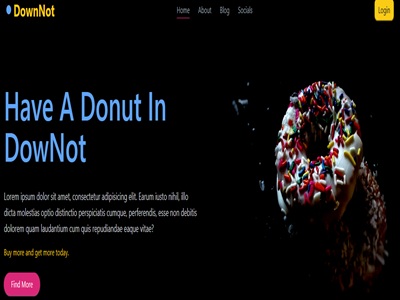 DownNot
Home About Blog Socials
Login
Have A Donut In
DowNot
Lorem ipsum dolor sit amet, consectetur adipisicing elit. Earum iusto nihil, illo
dicta molestias optio distinctio perspiciatis cumque, perferendis, esse non debitis
dolorem quam laudantium cum quis repudiandae eaque vitae?
Buy more and get more today.
Find More